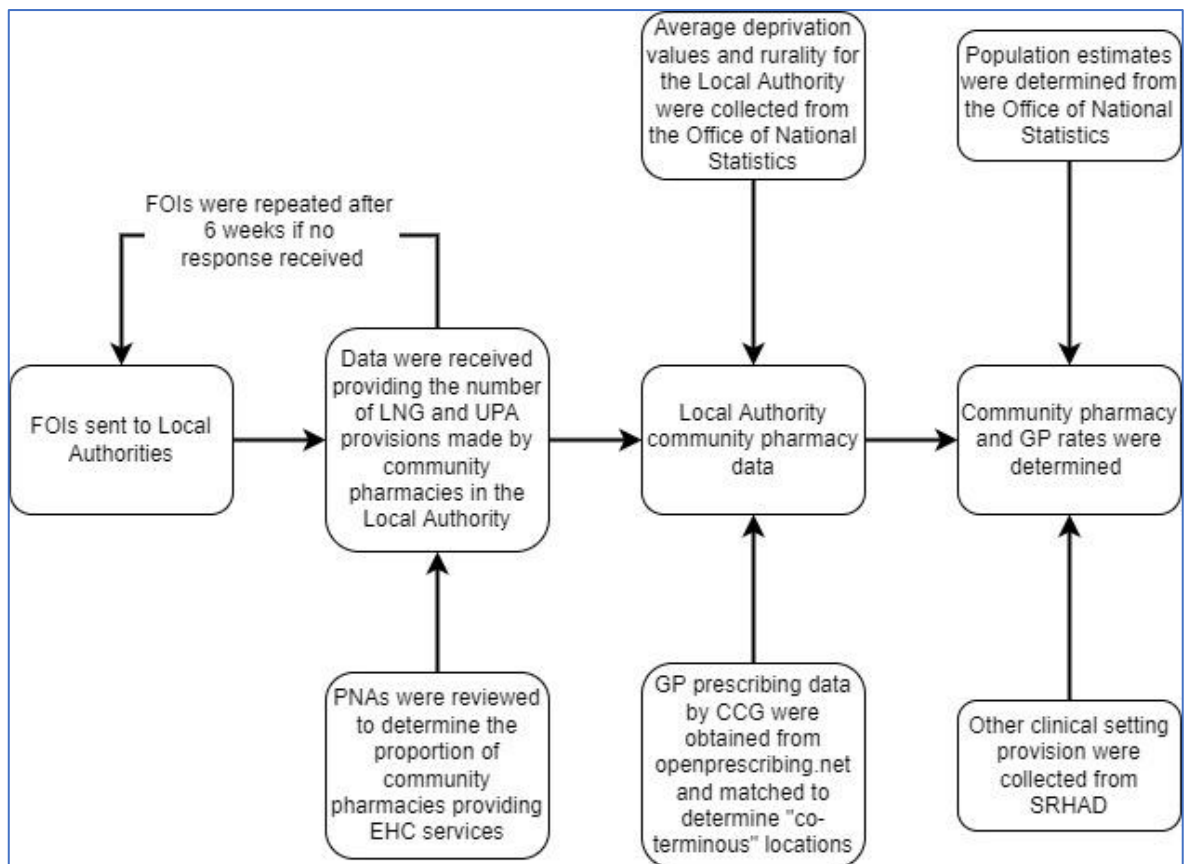 Average deprivation
values and rurality for
the Local Authority
were collected from
the Office of National
Statistics
Population estimates
were determined from
the Office of National
Statistics
FOIs were repeated after
6 weeks if no
response received
FOIs sent to Local
Authorities
Data were received
providing the number
of LNG and UPA
provisions made by
community
pharmacies in the
Local Authority
Local Authority
community pharmacy
data
Community pharmacy
and GP rates were
determined
PNAs were reviewed
to determine the
proportion of
community
pharmacies providing
EHC services
GP prescribing data
by CCG were
obtained from
openprescribing.net
and matched to
determine "co-
terminous" locations
Other clinical setting
provision were
collected from
SRHAD